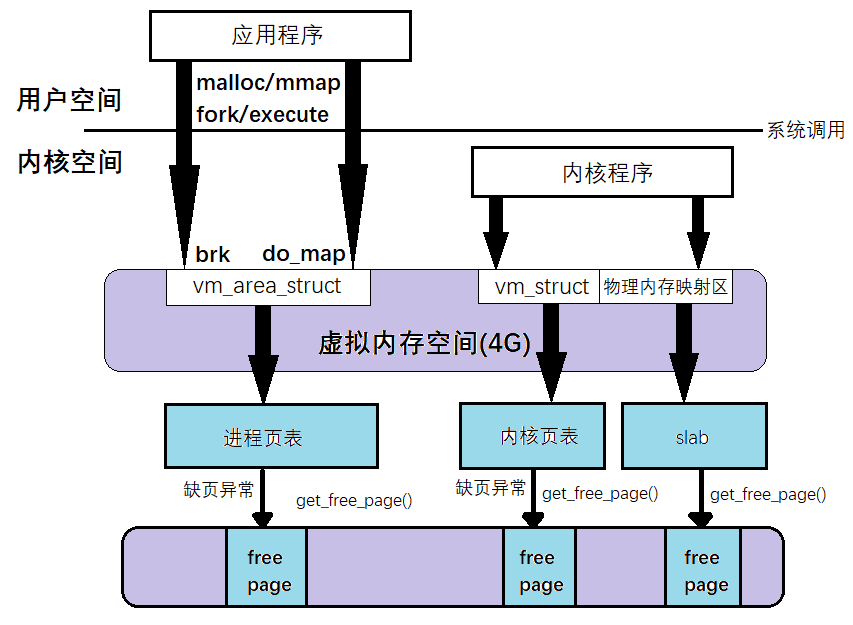 应用程序
malloc/mmap
fork/execute
用户空间
系统调用
内核空间
内核程序
brk
do_map
vm_area_struct
vm_struct
物理内存映射区
虚拟内存空间(4G)
进程页表
内核页表
slab
缺页异常
get_free_page()
缺页异常
get_free_page()
get_free_page()
free
page
free
page
free
page